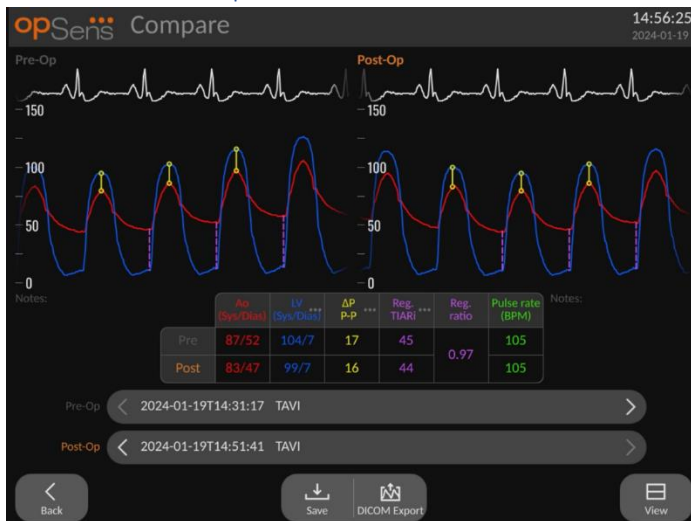 opSens Compare
14:56:25
2024-01-19
Pre-Op
Post-Op
150
100
50
0
150
100
50
0
Notes:
Notes:
Ao (Sys/Dias) LV (Sys/Dias) ΔP P-P Reg. TIARi Reg. ratio Pulse rate (BPM)
Pre 87/52 104/7 17 45 0.97 105
Post 83/47 99/7 16 44 105
Pre-Op 2024-01-19T14:31:17 TAVI
Post-Op 2024-01-19T14:51:41 TAVI
Back Save DICOM Export View